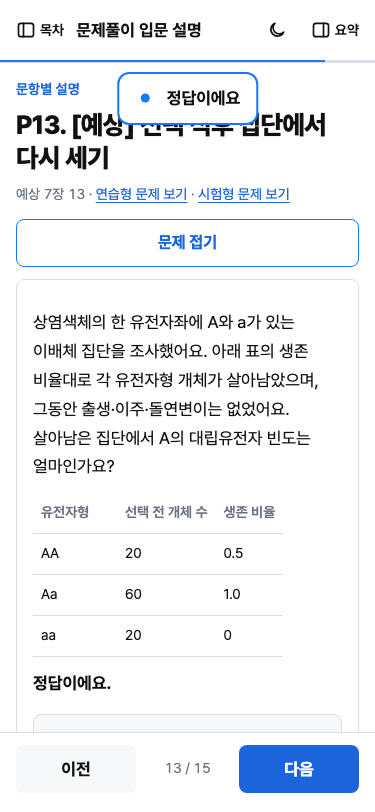 목차 문제풀이 입문 설명 요약
문항별 설명
정답이에요
P13. [예상] 선택 직후 집단에서
다시 세기
예상 7장 13 · 연습형 문제 보기 · 시험형 문제 보기
문제 접기
상염색체의 한 유전자좌에 A와 a가 있는
이배체 집단을 조사했어요. 아래 표의 생존
비율대로 각 유전자형 개체가 살아남았으며,
그동안 출생·이주·돌연변이는 없었어요.
살아남은 집단에서 A의 대립유전자 빈도는
얼마인가요?
유전자형 선택 전 개체 수 생존 비율
AA 20 0.5
Aa 60 1.0
aa 20 0
정답이에요.
이전 13 / 15 다음